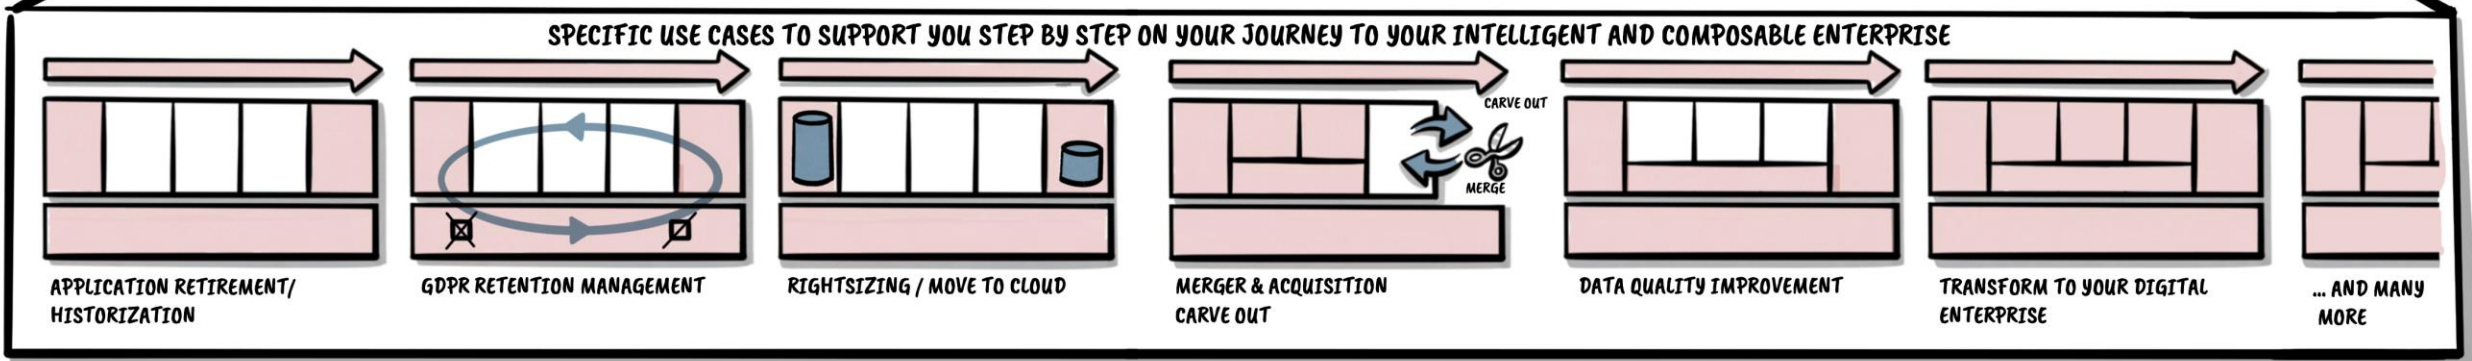 SPECIFIC USE CASES TO SUPPORT YOU STEP BY STEP ON YOUR JOURNEY TO YOUR INTELLIGENT AND COMPOSABLE ENTERPRISE
CARVE OUT
MERGE
APPLICATION RETIREMENT/
HISTORIZATION
GDPR RETENTION MANAGEMENT
RIGHTSIZING / MOVE TO CLOUD
MERGER & ACQUISITION
CARVE OUT
DATA QUALITY IMPROVEMENT
TRANSFORM TO YOUR DIGITAL
ENTERPRISE
... AND MANY
MORE